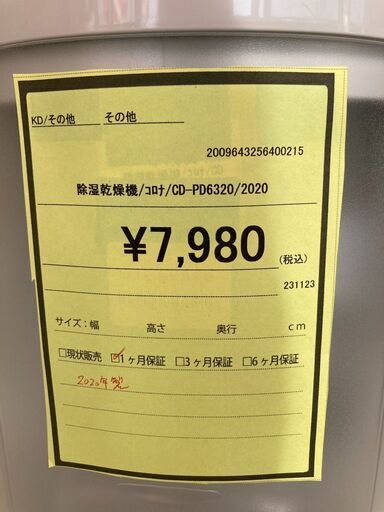 KD/その他 その他
2009643256400215
除湿乾燥機/ｺﾛﾅ/CD-PD6320/2020
¥7,980(税込)
231123
サイズ：幅 高さ 奥行 cm
□現状販売 ☑1ヶ月保証 □3ヶ月保証 □6ヶ月保証
2020年製